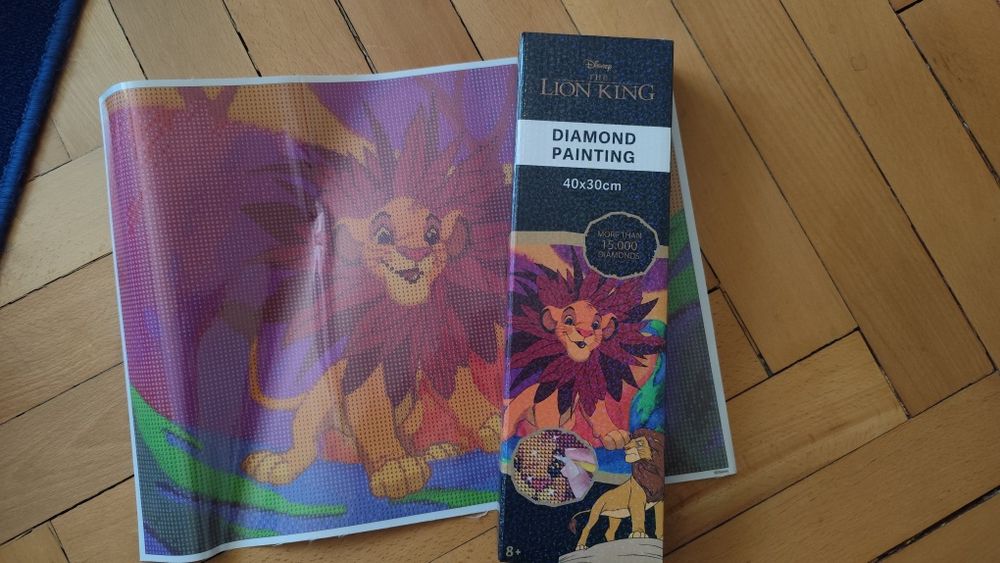 Disney
THE
LION KING
DIAMOND
PAINTING
40x30cm
MORE THAN
15.000
DIAMONDS
8+